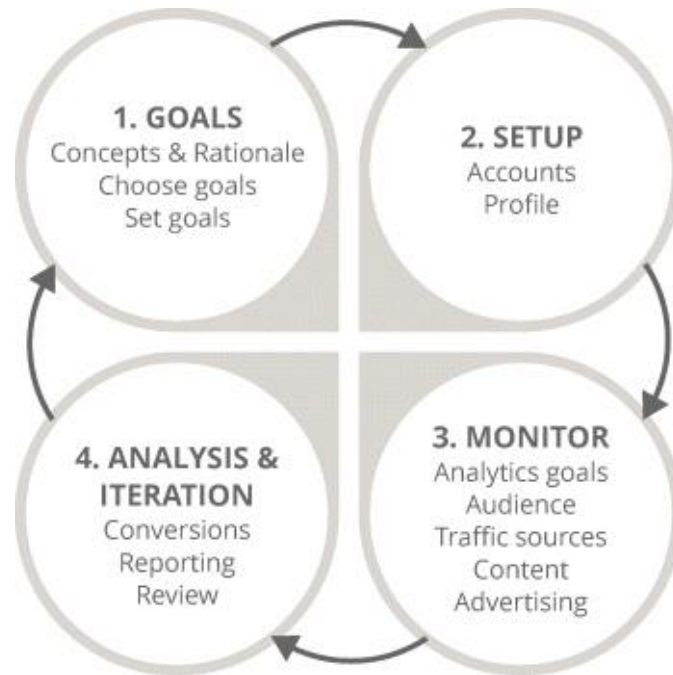 1. GOALS
Concepts & Rationale
Choose goals
Set goals
2. SETUP
Accounts
Profile
3. MONITOR
Analytics goals
Audience
Traffic sources
Content
Advertising
4. ANALYSIS &
ITERATION
Conversions
Reporting
Review